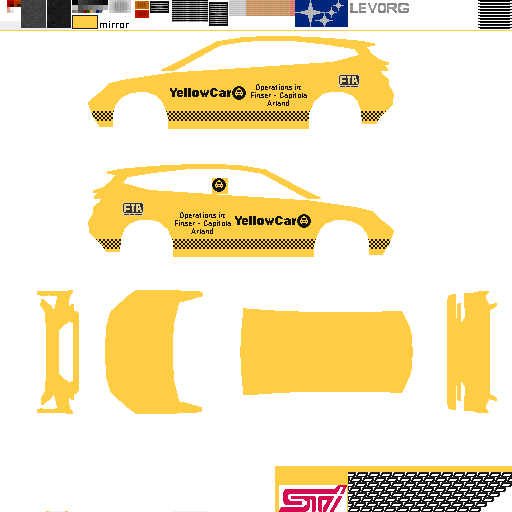 LEVORG
mirror
YellowCar
Operations in
Finser - Capitola
Arland
FTR
FTR
Operations in
Finser - Capitola
Arland
YellowCar
STi